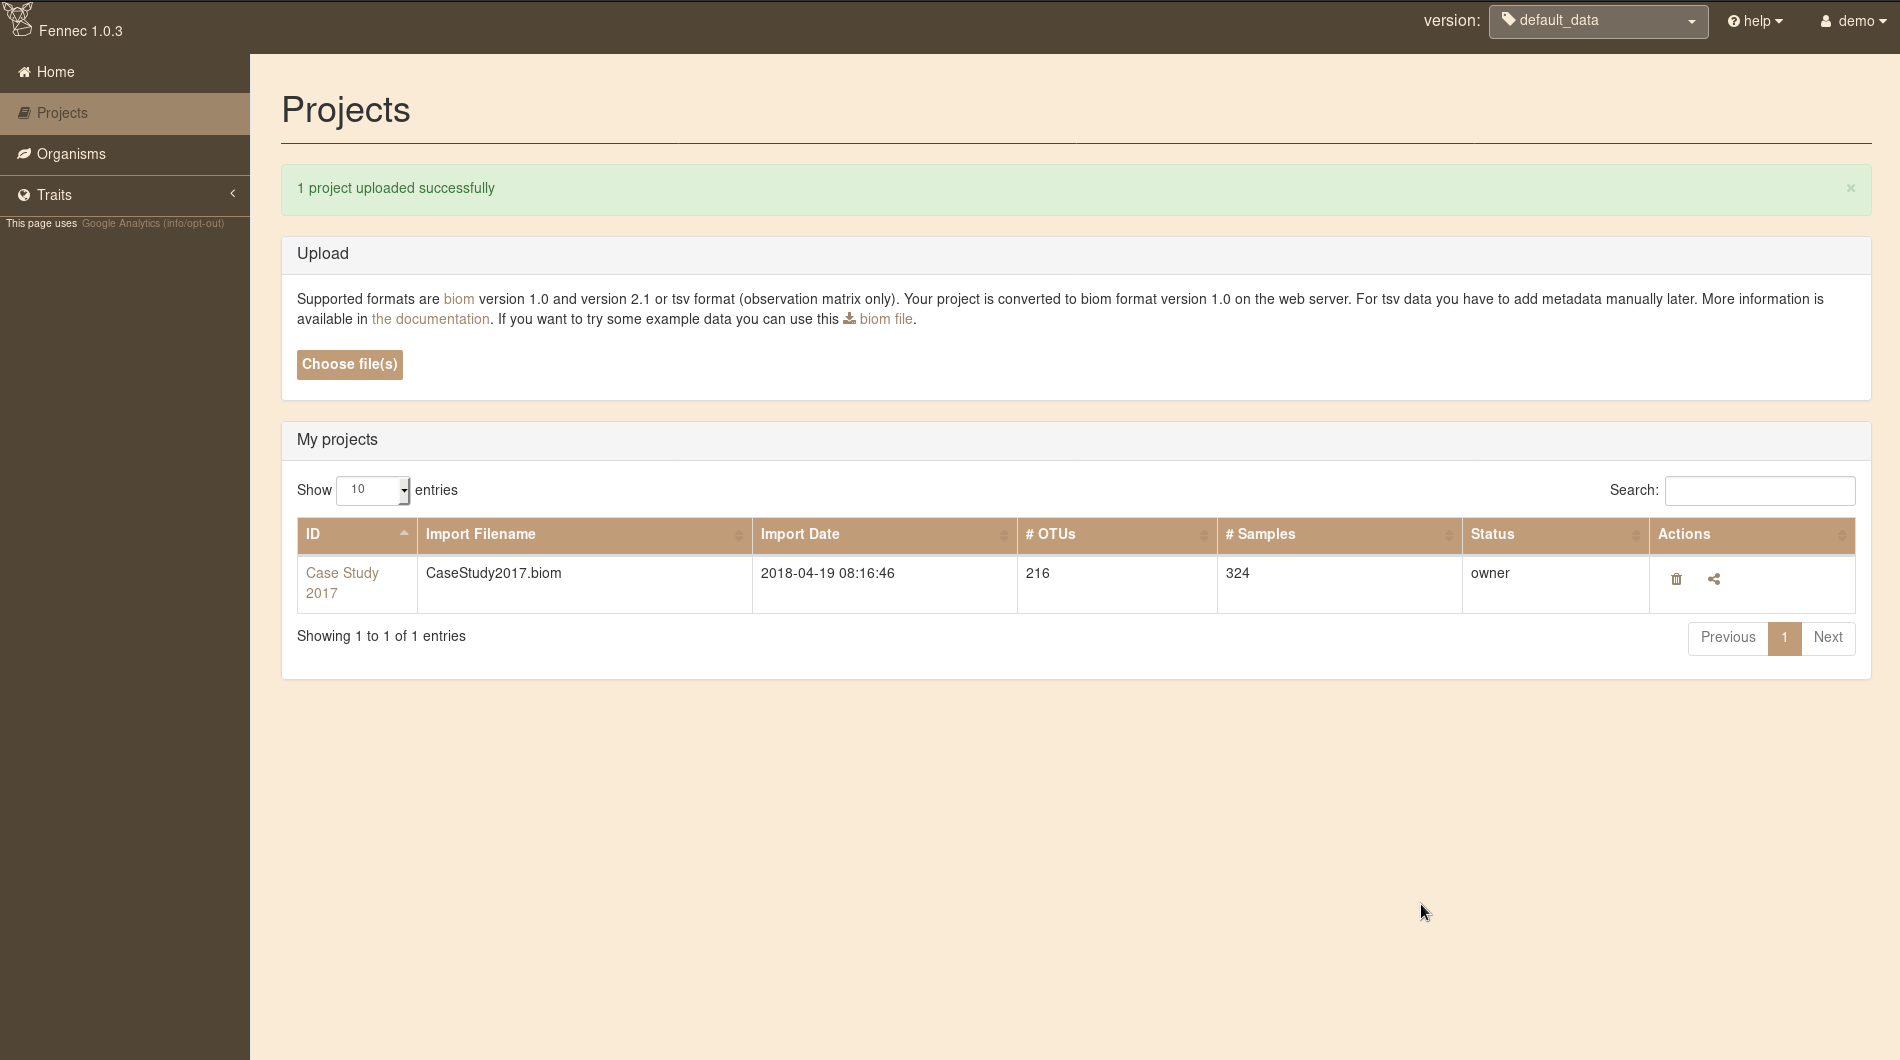 Fennec 1.0.3
version: default_data help demo
Home
Projects
Organisms
Traits
This page uses Google Analytics (info/opt-out)
Projects
1 project uploaded successfully ×
Upload
Supported formats are biom version 1.0 and version 2.1 or tsv format (observation matrix only). Your project is converted to biom format version 1.0 on the web server. For tsv data you have to add metadata manually later. More information is
available in the documentation. If you want to try some example data you can use this biom file.
Choose file(s)
My projects
Show 10 entries Search:
ID Import Filename Import Date # OTUs # Samples Status Actions
Case Study CaseStudy2017.biom 2018-04-19 08:16:46 216 324 owner
2017
Showing 1 to 1 of 1 entries Previous 1 Next